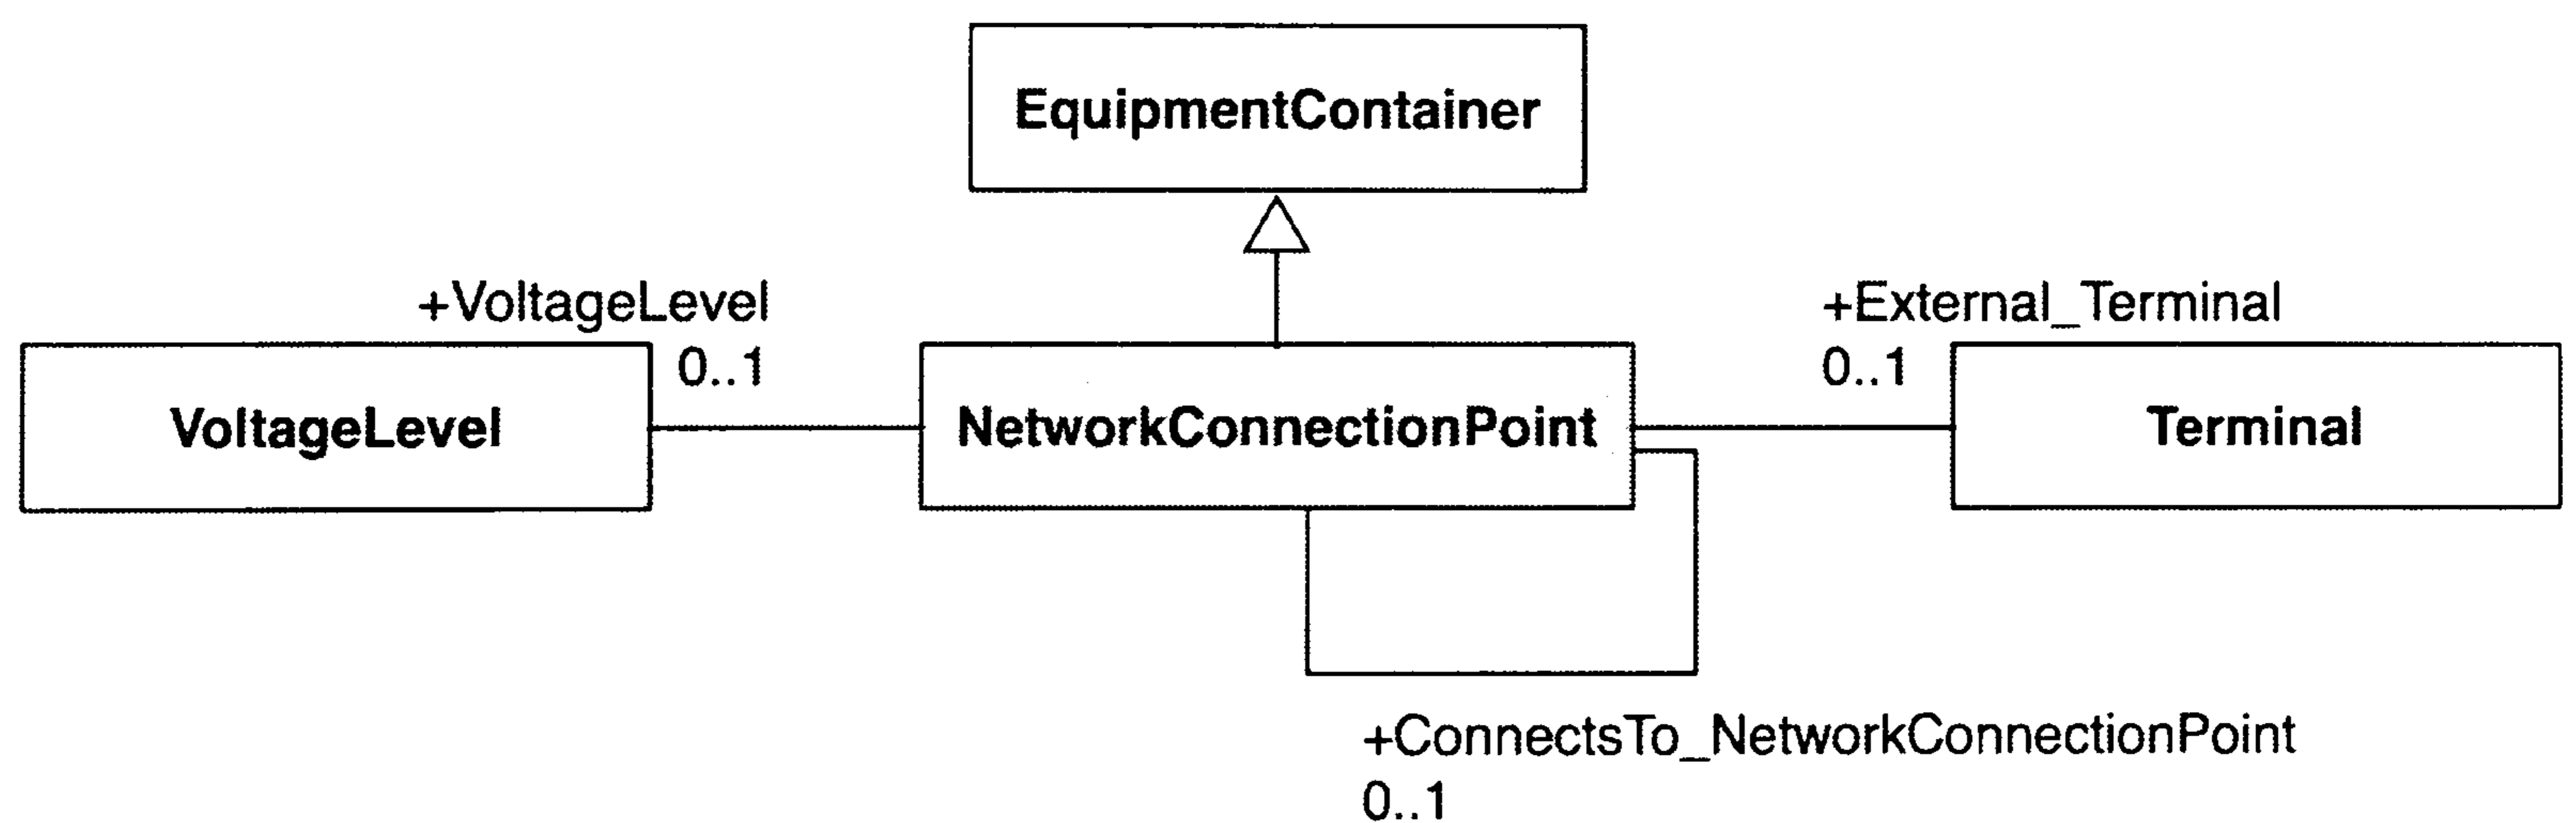 EquipmentContainer
+VoltageLevel
0..1
+External_Terminal
0..1
VoltageLevel
NetworkConnectionPoint
Terminal
+ConnectsTo_NetworkConnectionPoint
0..1